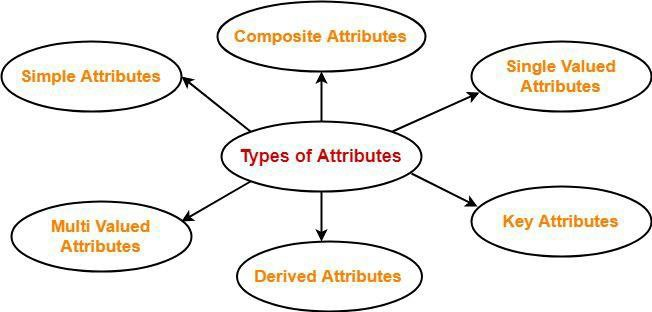 Composite Attributes
Simple Attributes
Single Valued
Attributes
Types of Attributes
Multi Valued
Attributes
Key Attributes
Derived Attributes